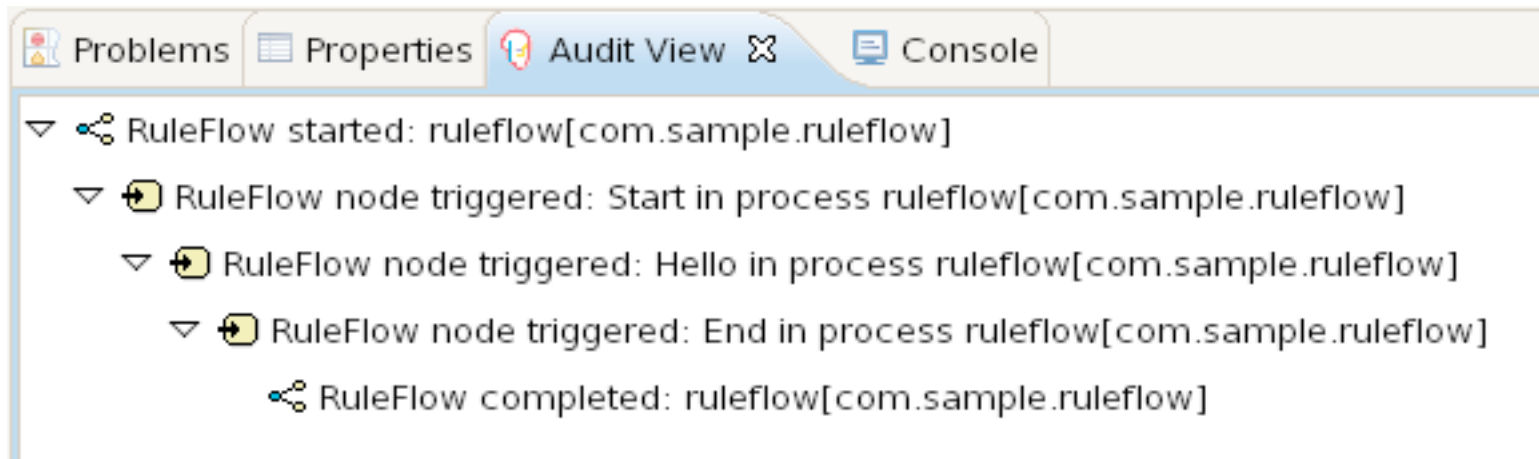 Problems Properties Audit View Console
RuleFlow started: ruleflow[com.sample.ruleflow]
RuleFlow node triggered: Start in process ruleflow[com.sample.ruleflow]
RuleFlow node triggered: Hello in process ruleflow[com.sample.ruleflow]
RuleFlow node triggered: End in process ruleflow[com.sample.ruleflow]
RuleFlow completed: ruleflow[com.sample.ruleflow]